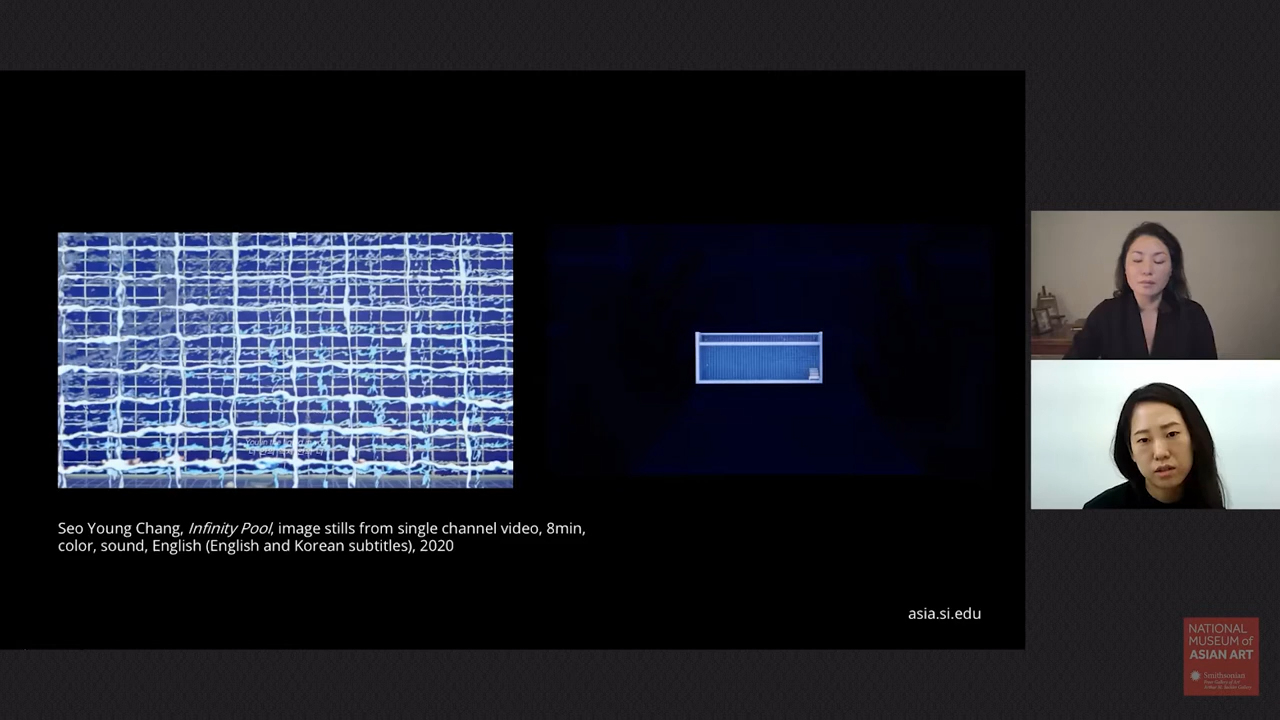 Seo Young Chang, Infinity Pool, image stills from single channel video, 8min,
color, sound, English (English and Korean subtitles), 2020
asia.si.edu
NATIONAL
MUSEUM of
ASIAN ART
Smithsonian